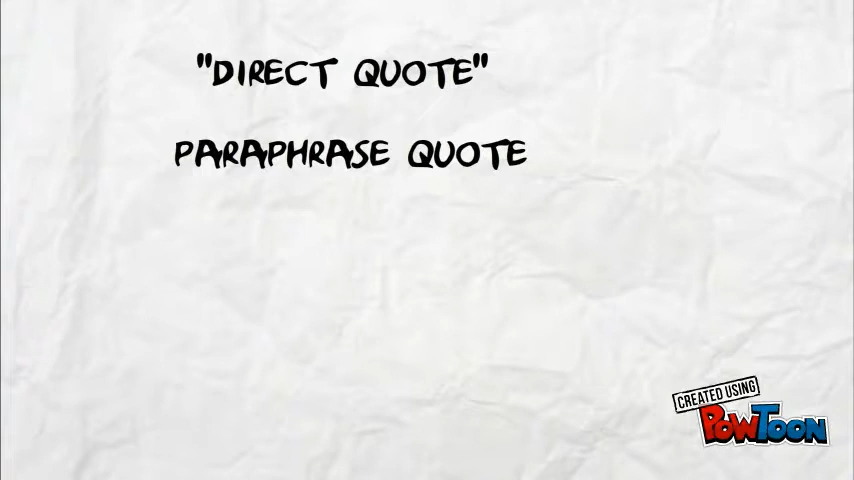 "DIRECT QUOTE"
PARAPHRASE QUOTE
CREATED USING
POWTOON